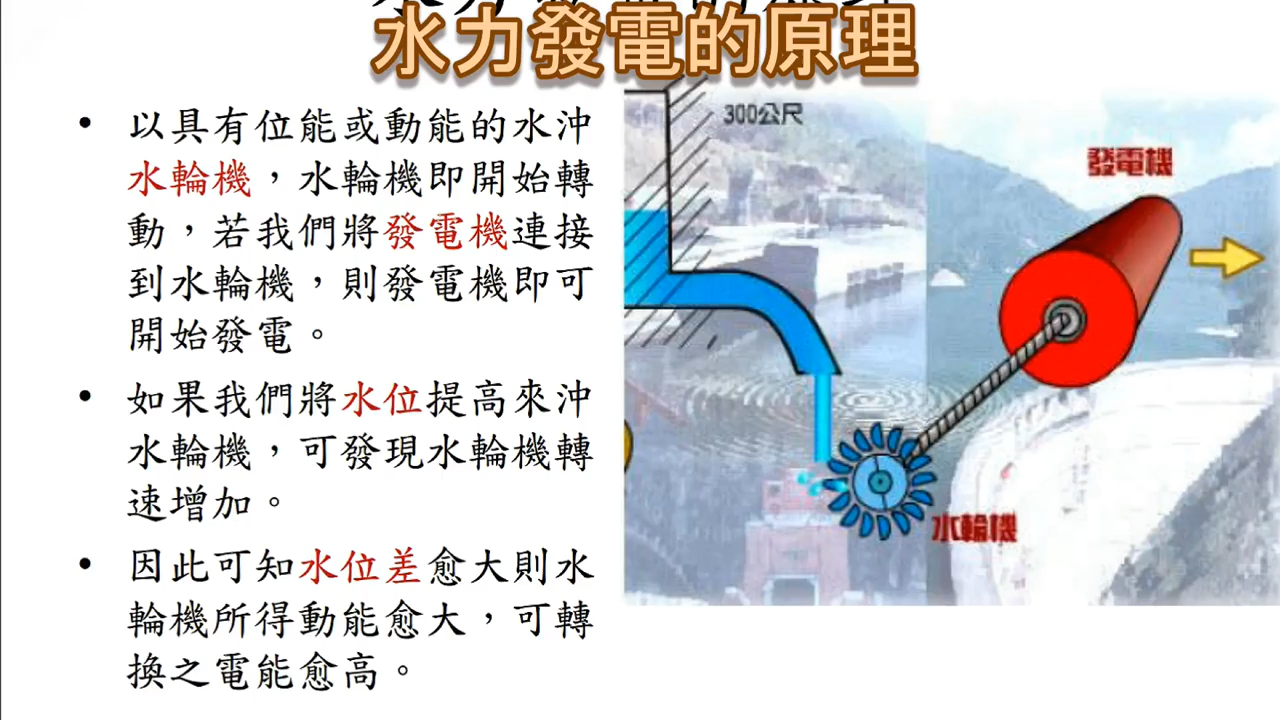 水力發電的原理
• 以具有位能或動能的水沖
水輪機，水輪機即開始轉
動，若我們將發電機連接
到水輪機，則發電機即可
開始發電。
• 如果我們將水位提高來沖
水輪機，可發現水輪機轉
速增加。
• 因此可知水位差愈大則水
輪機所得動能愈大，可轉
換之電能愈高。
300公尺
發電機
水輪機